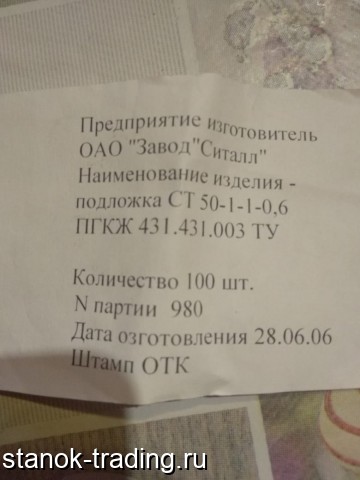 Предприятие изготовитель
ОАО "Завод"Ситалл"
Наименование изделия -
подложка СТ 50-1-1-0,6
ПГКЖ 431.431.003 ТУ
Количество 100 шт.
N партии 980
Дата озготовления 28.06.06
Штамп ОТК
stanok-trading.ru